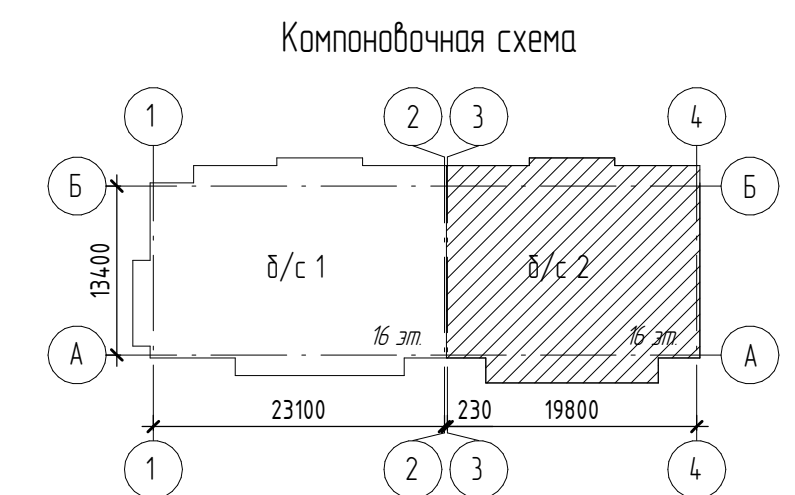 Компоновочная схема
1 2 3 4
Б Б
13400
б/с 1 б/с 2
16 эт. 16 эт.
А А
23100 230 19800
1 2 3 4